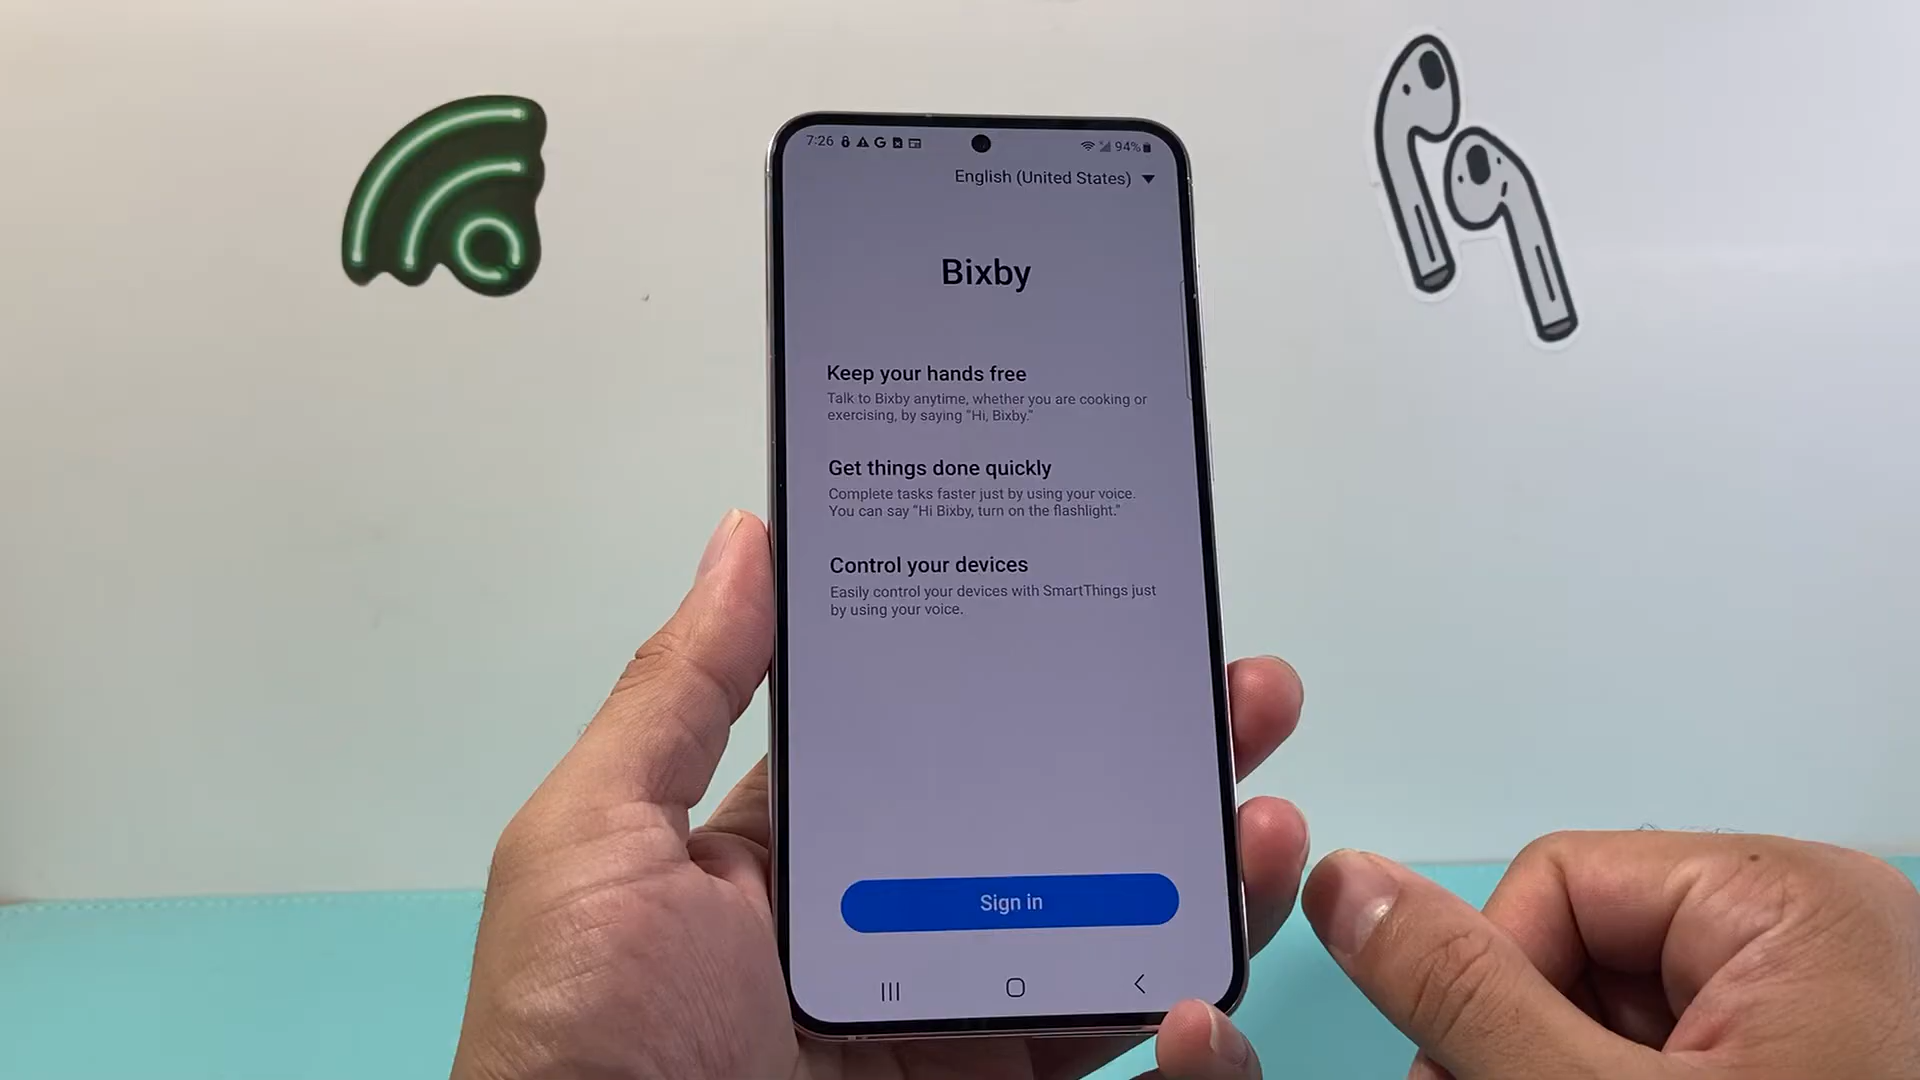 7:26
94%
English (United States)
Bixby
Keep your hands free
Talk to Bixby anytime, whether you are cooking or
exercising, by saying “Hi, Bixby.”
Get things done quickly
Complete tasks faster just by using your voice.
You can say “Hi Bixby, turn on the flashlight.”
Control your devices
Easily control your devices with SmartThings just
by using your voice.
Sign in